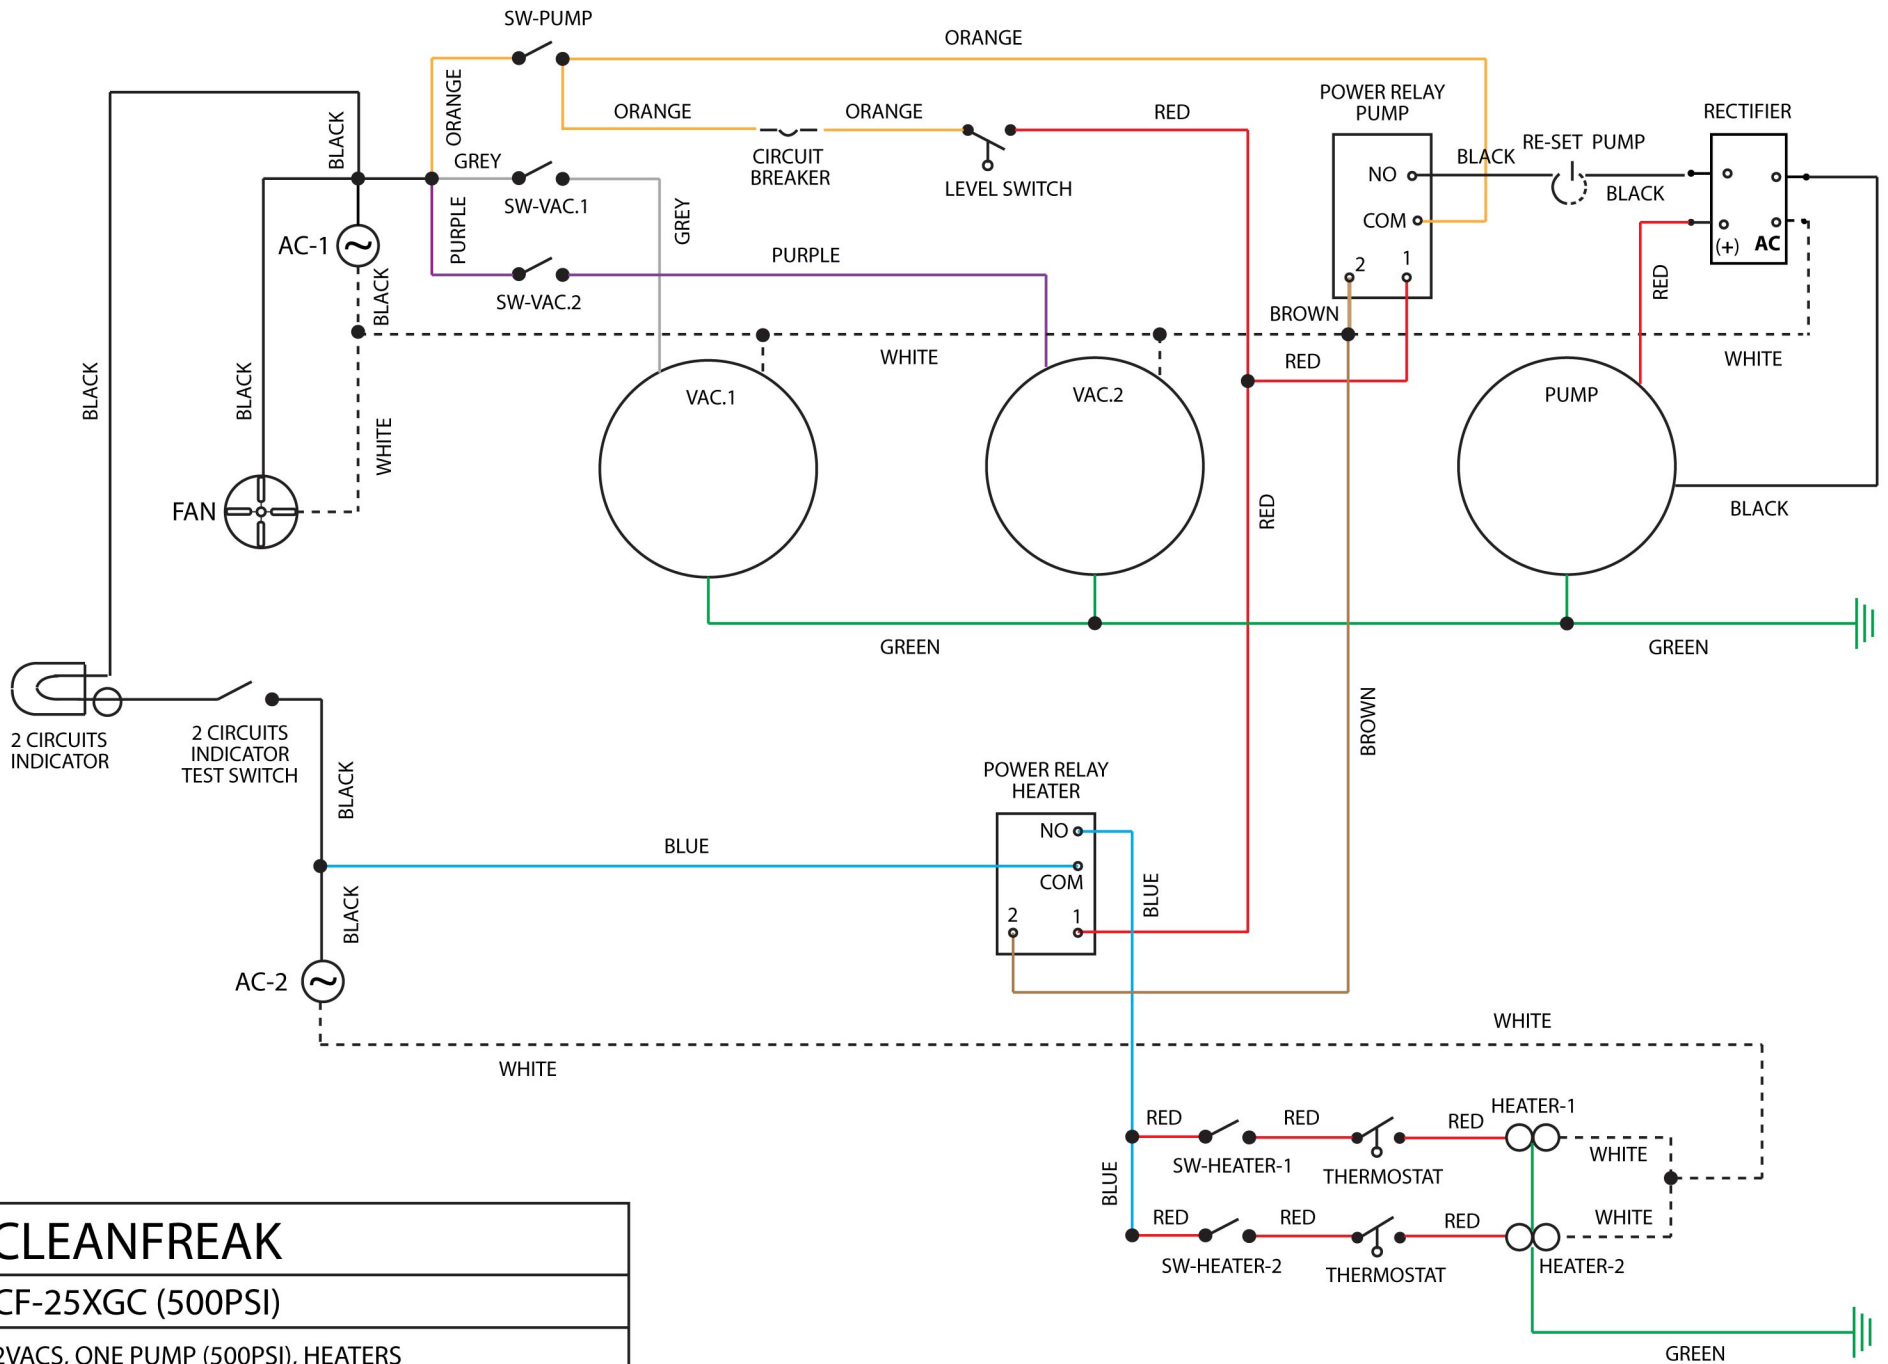 SW-PUMP
ORANGE
ORANGE
BLACK
ORANGE
ORANGE
RED
CIRCUIT
BREAKER
LEVEL SWITCH
POWER RELAY
PUMP
NO
COM
2
1
BLACK
RE-SET PUMP
BLACK
RECTIFIER
(+)
AC
GREY
SW-VAC.1
GREY
PURPLE
AC-1
~
BLACK
SW-VAC.2
PURPLE
BROWN
RED
WHITE
RED
WHITE
BLACK
BLACK
WHITE
FAN
VAC.1
VAC.2
PUMP
RED
BLACK
GREEN
GREEN
2 CIRCUITS
INDICATOR
2 CIRCUITS
INDICATOR
TEST SWITCH
BLACK
BROWN
POWER RELAY
HEATER
NO
COM
2
1
BLUE
BLUE
BLACK
AC-2
~
WHITE
WHITE
BLUE
RED
SW-HEATER-1
RED
THERMOSTAT
RED
HEATER-1
WHITE
RED
SW-HEATER-2
RED
THERMOSTAT
RED
HEATER-2
WHITE
GREEN
CLEANFREAK
CF-25XGC (500PSI)
2VACS, ONE PUMP (500PSI), HEATERS